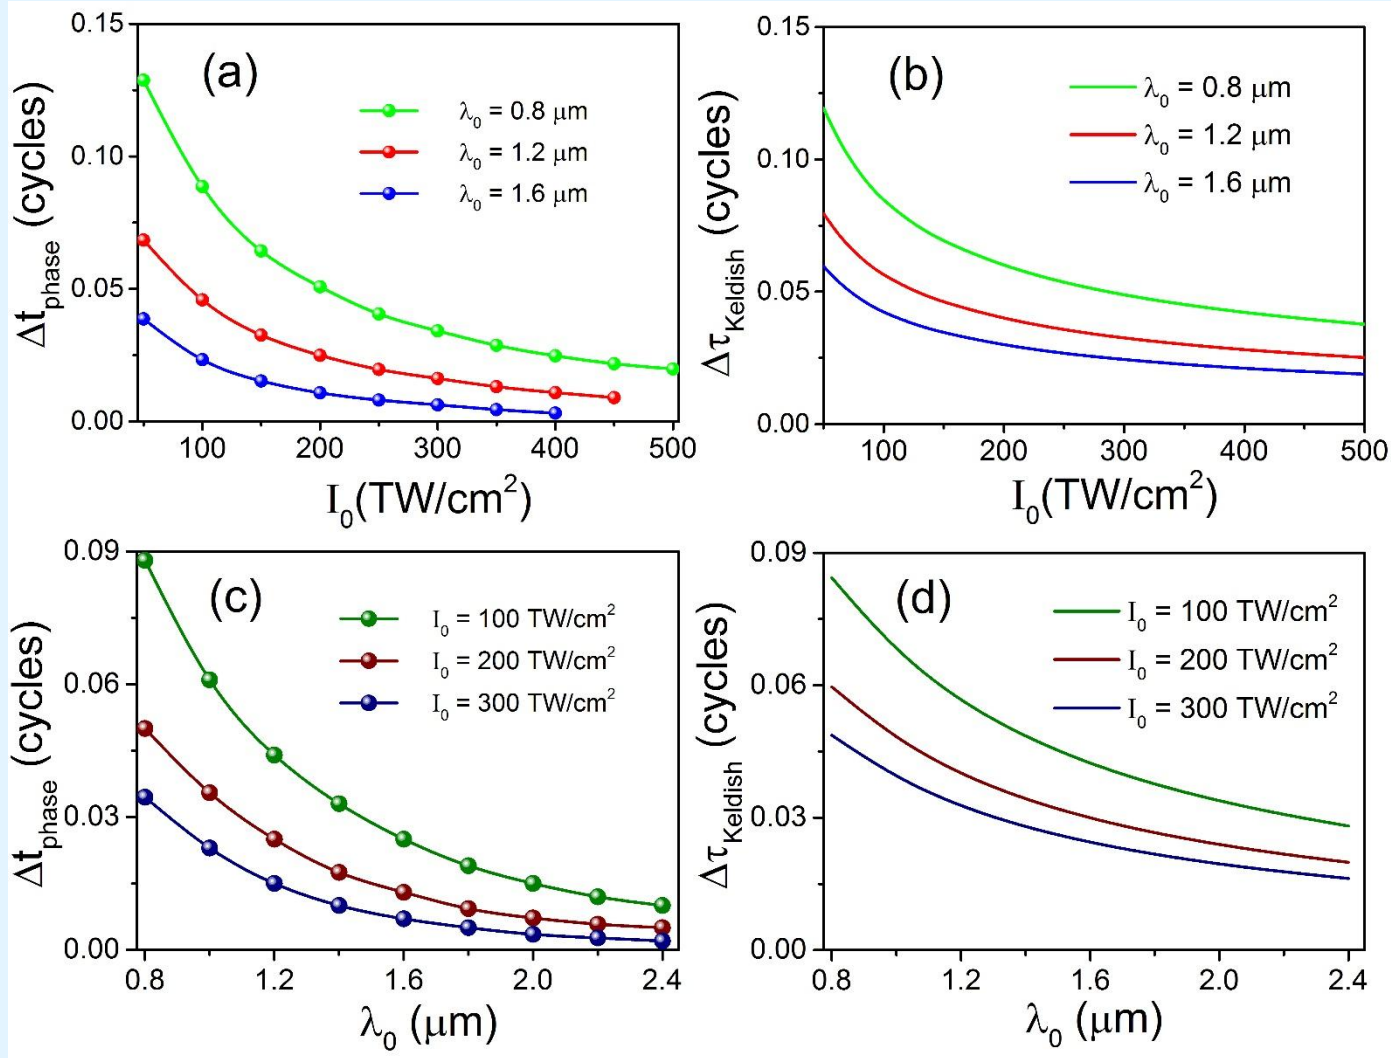 (a)
Δt_phase (cycles)
0.15
0.10
0.05
0.00
λ₀ = 0.8 μm
λ₀ = 1.2 μm
λ₀ = 1.6 μm
100 200 300 400 500
I₀(TW/cm²)
(b)
Δτ_Keldish (cycles)
0.15
0.10
0.05
0.00
λ₀ = 0.8 μm
λ₀ = 1.2 μm
λ₀ = 1.6 μm
100 200 300 400 500
I₀(TW/cm²)
(c)
Δt_phase (cycles)
0.09
0.06
0.03
0.00
I₀ = 100 TW/cm²
I₀ = 200 TW/cm²
I₀ = 300 TW/cm²
0.8 1.2 1.6 2.0 2.4
λ₀ (μm)
(d)
Δτ_Keldish (cycles)
0.09
0.06
0.03
0.00
I₀ = 100 TW/cm²
I₀ = 200 TW/cm²
I₀ = 300 TW/cm²
0.8 1.2 1.6 2.0 2.4
λ₀ (μm)